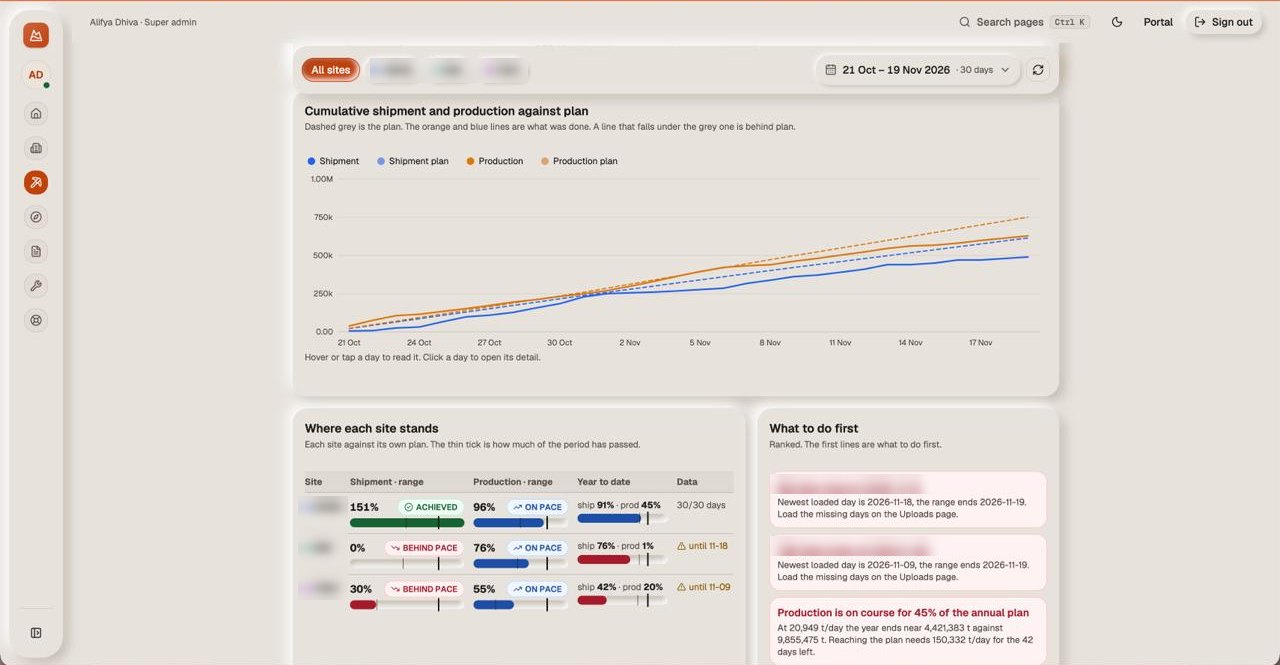 Alifya Dhiva · Super admin
Search pages Ctrl K
Portal
Sign out
AD
All sites
21 Oct – 19 Nov 2026 · 30 days
Cumulative shipment and production against plan
Dashed grey is the plan. The orange and blue lines are what was done. A line that falls under the grey one is behind plan.
Shipment Shipment plan Production Production plan
1.00M
750k
500k
250k
0.00
21 Oct 24 Oct 27 Oct 30 Oct 2 Nov 5 Nov 8 Nov 11 Nov 14 Nov 17 Nov
Hover or tap a day to read it. Click a day to open its detail.
Where each site stands
Each site against its own plan. The thin tick is how much of the period has passed.
Site Shipment · range Production · range Year to date Data
151% ACHIEVED 96% ON PACE ship 91% · prod 45% 30/30 days
0% BEHIND PACE 76% ON PACE ship 76% · prod 1% until 11-18
30% BEHIND PACE 55% ON PACE ship 42% · prod 20% until 11-09
What to do first
Ranked. The first lines are what to do first.
Newest loaded day is 2026-11-18, the range ends 2026-11-19.
Load the missing days on the Uploads page.
Newest loaded day is 2026-11-09, the range ends 2026-11-19.
Load the missing days on the Uploads page.
Production is on course for 45% of the annual plan
At 20,949 t/day the year ends near 4,421,383 t against
9,855,475 t. Reaching the plan needs 150,332 t/day for the 42
days left.